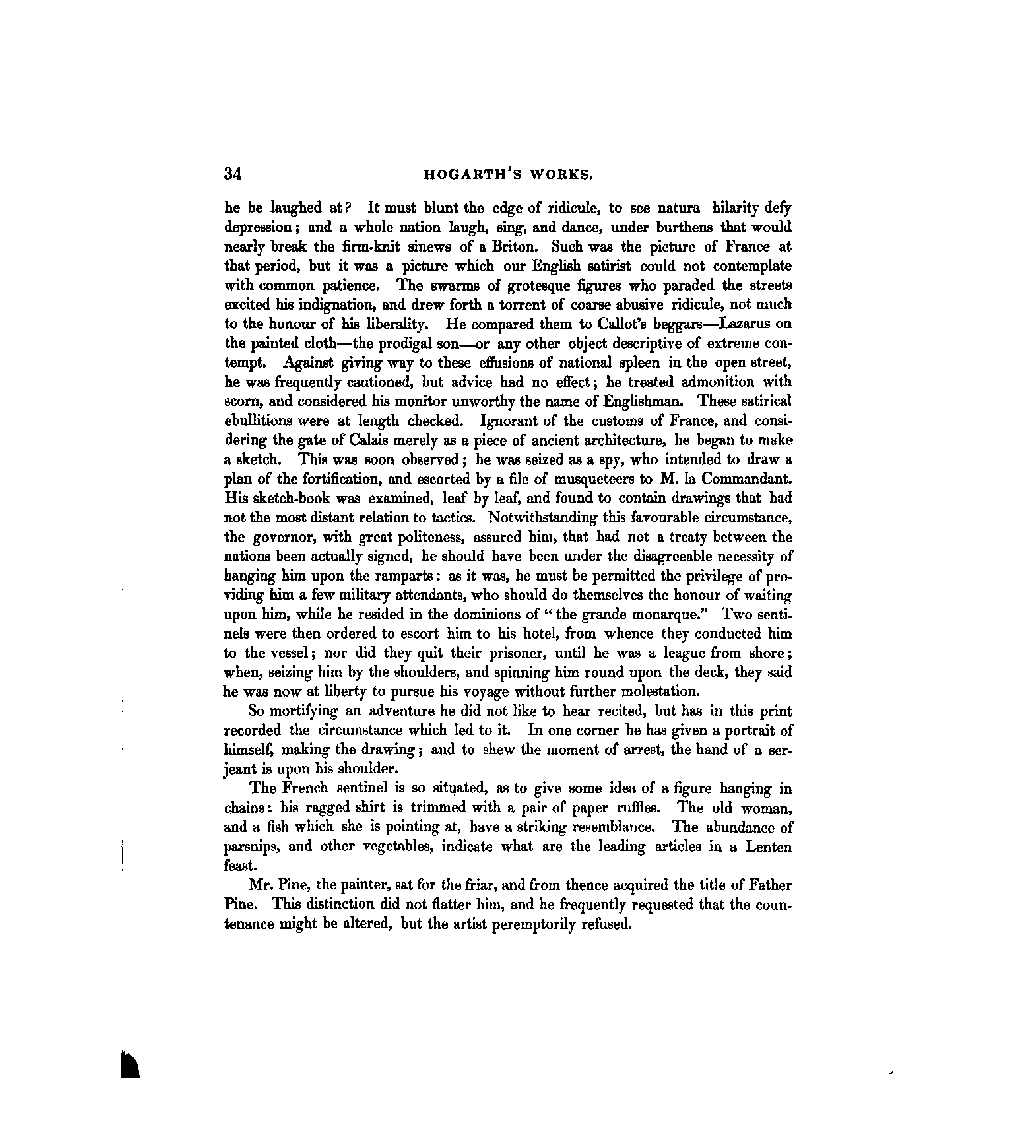 34 HOGARTH'S WORKS.
he be laughed at? It must blunt the edge of ridicule, to see natura hilarity defy
depression; and a whole nation laugh, sing, and dance, under burthens that would
nearly break the firm-knit sinews of a Briton. Such was the picture of France at
that period, but it was a picture which our English satirist could not contemplate
with common patience. The swarms of grotesque figures who paraded the streets
excited his indignation, and drew forth a torrent of coarse abusive ridicule, not much
to the honour of his liberality. He compared them to Callot's beggars—Lazarus on
the painted cloth—the prodigal son—or any other object descriptive of extreme con-
tempt. Against giving way to these effusions of national spleen in the open street,
he was frequently cautioned, but advice had no effect; he treated admonition with
scorn, and considered his monitor unworthy the name of Englishman. These satirical
ebullitions were at length checked. Ignorant of the customs of France, and consi-
dering the gate of Calais merely as a piece of ancient architecture, he began to make
a sketch. This was soon observed; he was seized as a spy, who intended to draw a
plan of the fortification, and escorted by a file of musqueteers to M. la Commandant.
His sketch-book was examined, leaf by leaf, and found to contain drawings that had
not the most distant relation to tactics. Notwithstanding this favourable circumstance,
the governor, with great politeness, assured him, that had not a treaty between the
nations been actually signed, he should have been under the disagreeable necessity of
hanging him upon the ramparts: as it was, he must be permitted the privilege of pro-
viding him a few military attendants, who should do themselves the honour of waiting
upon him, while he resided in the dominions of "the grande monarque." Two senti-
nels were then ordered to escort him to his hotel, from whence they conducted him
to the vessel; nor did they quit their prisoner, until he was a league from shore;
when, seizing him by the shoulders, and spinning him round upon the deck, they said
he was now at liberty to pursue his voyage without further molestation.
So mortifying an adventure he did not like to hear recited, but has in this print
recorded the circumstance which led to it. In one corner he has given a portrait of
himself, making the drawing; and to shew the moment of arrest, the hand of a ser-
jeant is upon his shoulder.
The French sentinel is so situated, as to give some idea of a figure hanging in
chains: his ragged shirt is trimmed with a pair of paper ruffles. The old woman,
and a fish which she is pointing at, have a striking resemblance. The abundance of
parsnips, and other vegetables, indicate what are the leading articles in a Lenten
feast.
Mr. Pine, the painter, sat for the friar, and from thence acquired the title of Father
Pine. This distinction did not flatter him, and he frequently requested that the coun-
tenance might be altered, but the artist peremptorily refused.